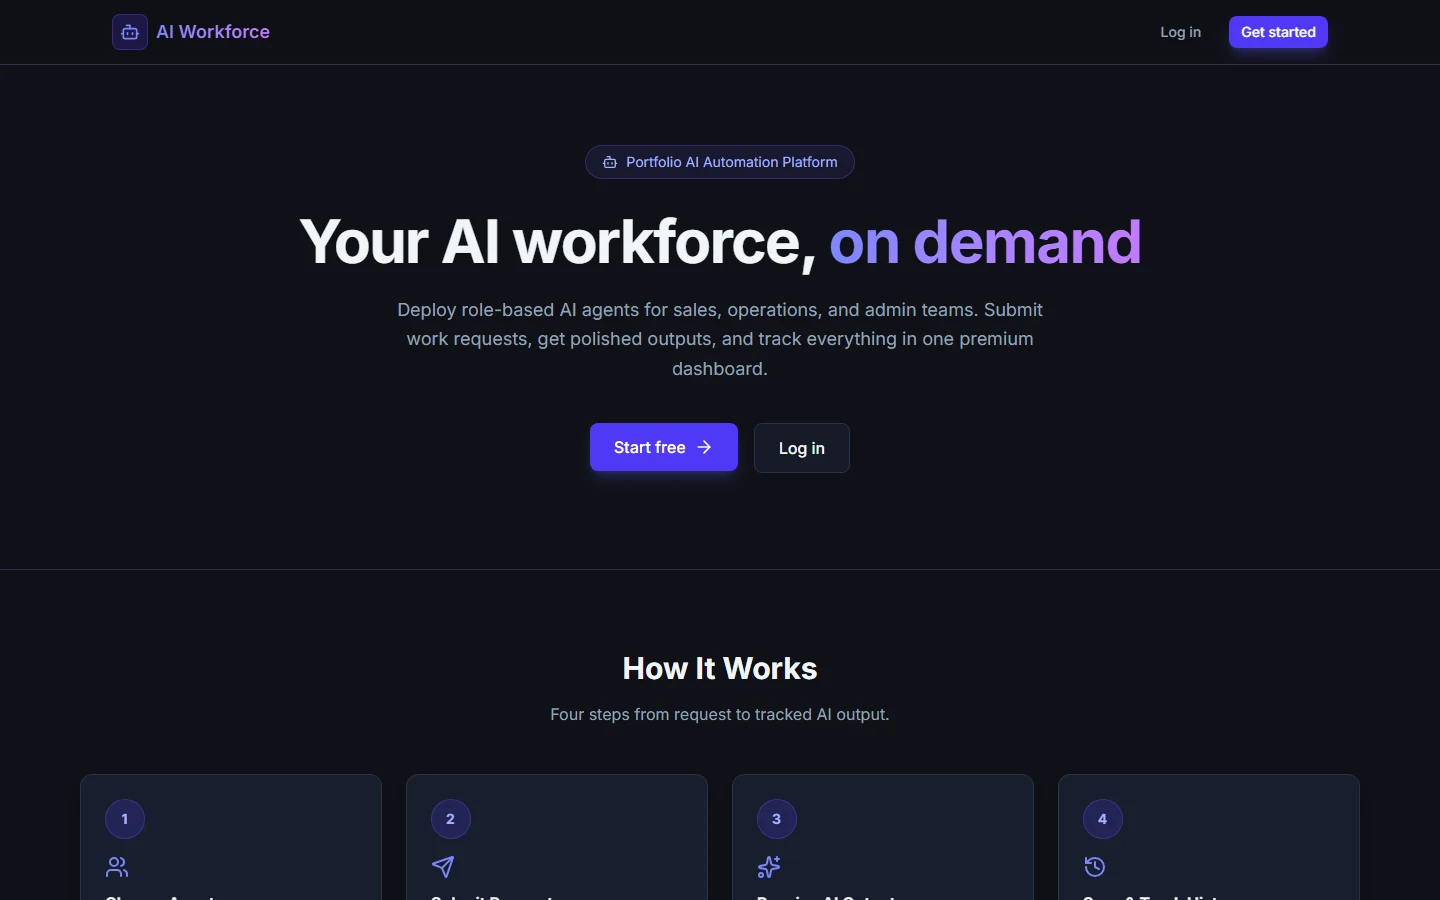 AI Workforce
Log in
Get started
Portfolio AI Automation Platform
Your AI workforce, on demand
Deploy role-based AI agents for sales, operations, and admin teams. Submit
work requests, get polished outputs, and track everything in one premium
dashboard.
Start free
Log in
How It Works
Four steps from request to tracked AI output.
1
2
3
4